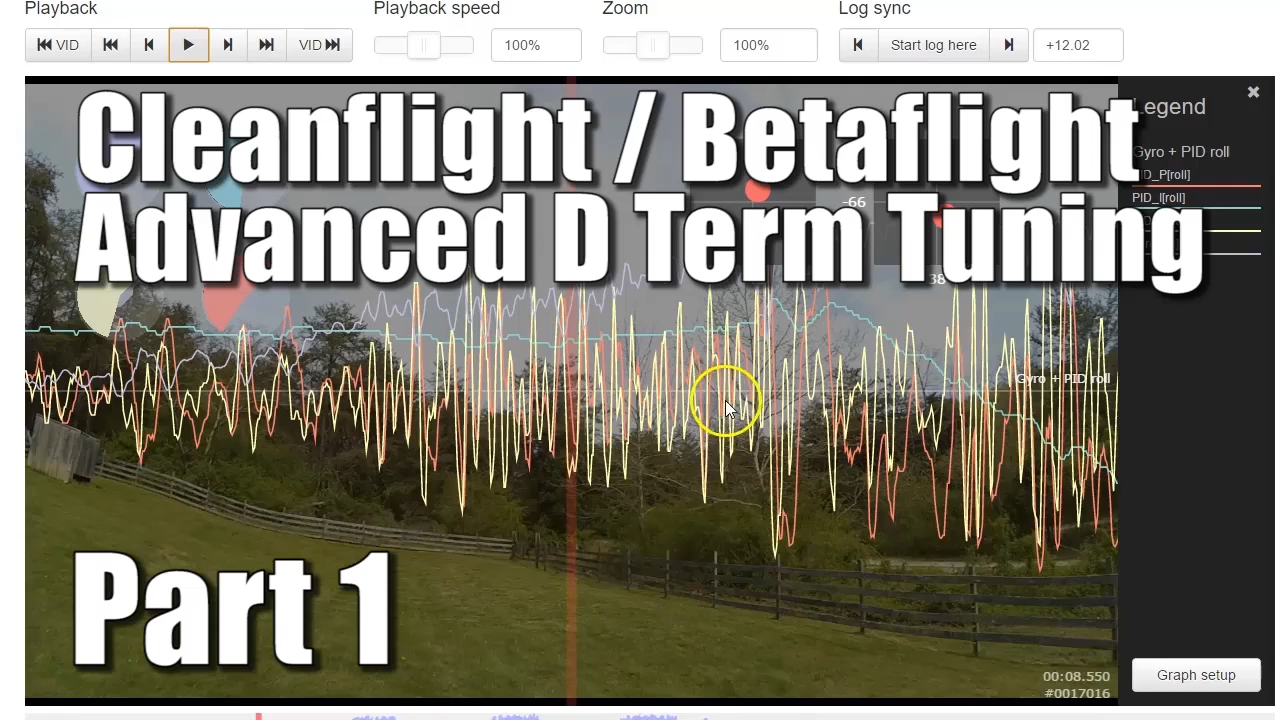 Playback
Playback speed
Zoom
Log sync
VID
VID
100%
100%
Start log here
+12.02
Cleanflight / Betaflight
Advanced D Term Tuning
Part 1
Legend
Gyro + PID roll
PID_I[roll]
-66
38
Gyro + PID roll
00:08.550
#0017016
Graph setup